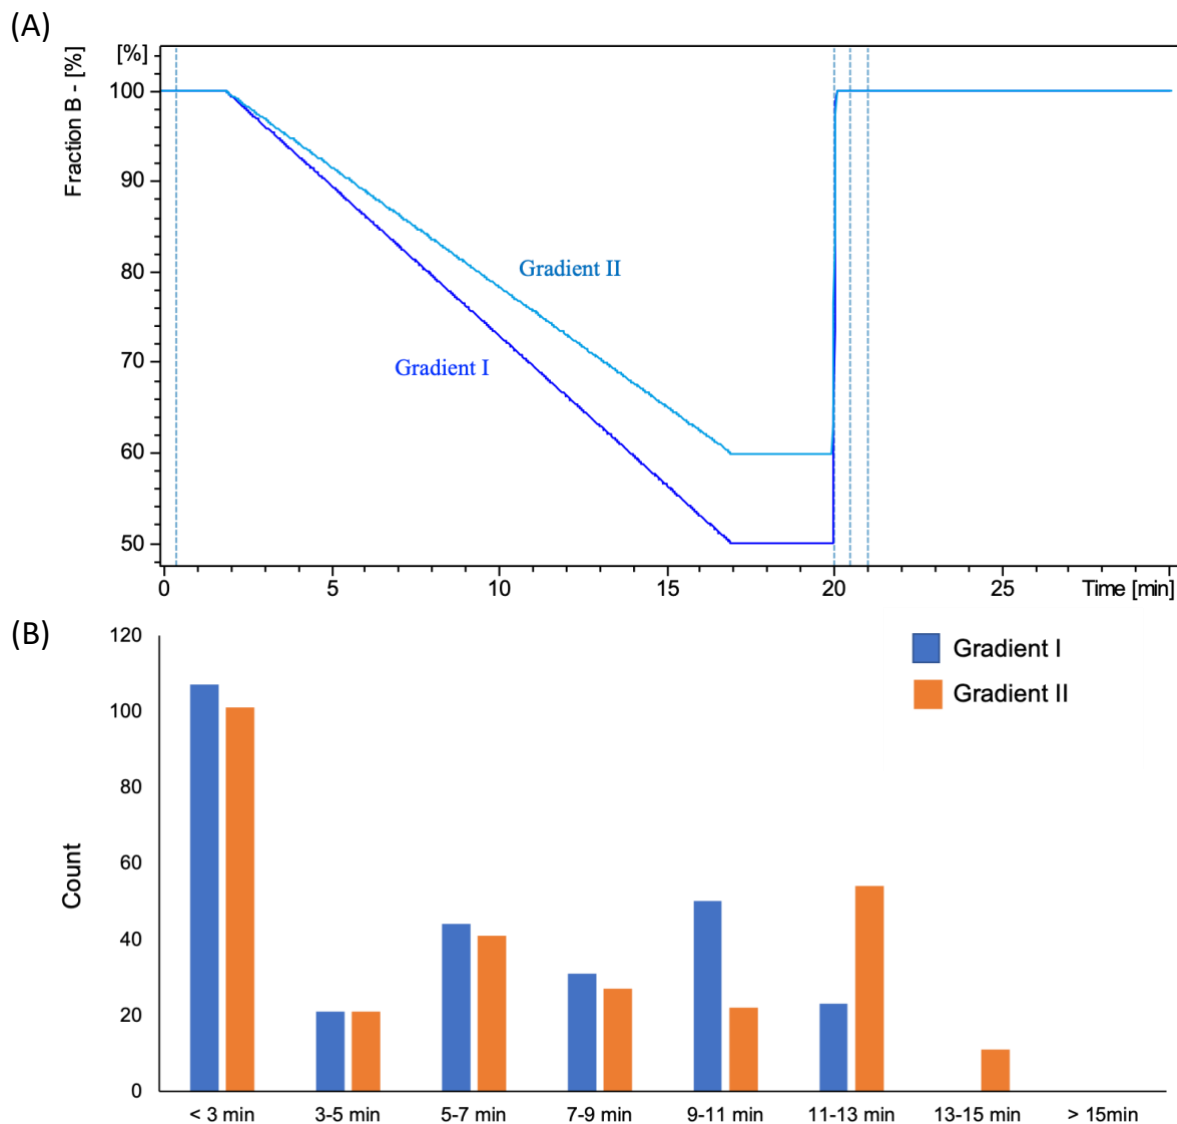 (A)
Fraction B - [%]
[%]
100
90
80
70
60
50
Gradient II
Gradient I
0 5 10 15 20 25 Time [min]
(B)
Count
120
100
80
60
40
20
0
Gradient I
Gradient II
< 3 min 3-5 min 5-7 min 7-9 min 9-11 min 11-13 min 13-15 min > 15min